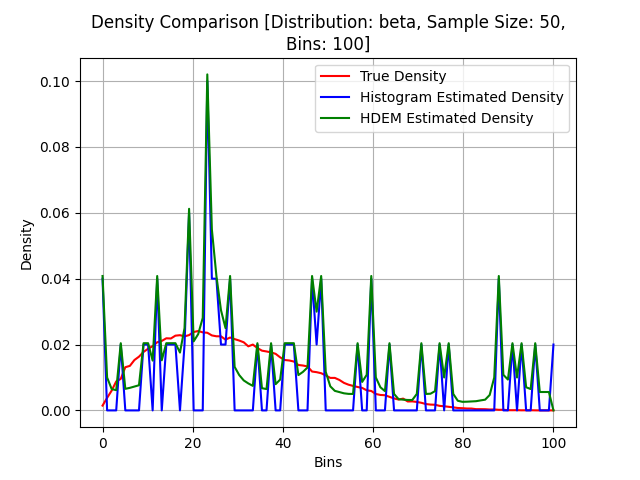 Density Comparison [Distribution: beta, Sample Size: 50,
Bins: 100]
True Density
Histogram Estimated Density
HDEM Estimated Density
Density
0.10
0.08
0.06
0.04
0.02
0.00
0 20 40 60 80 100
Bins